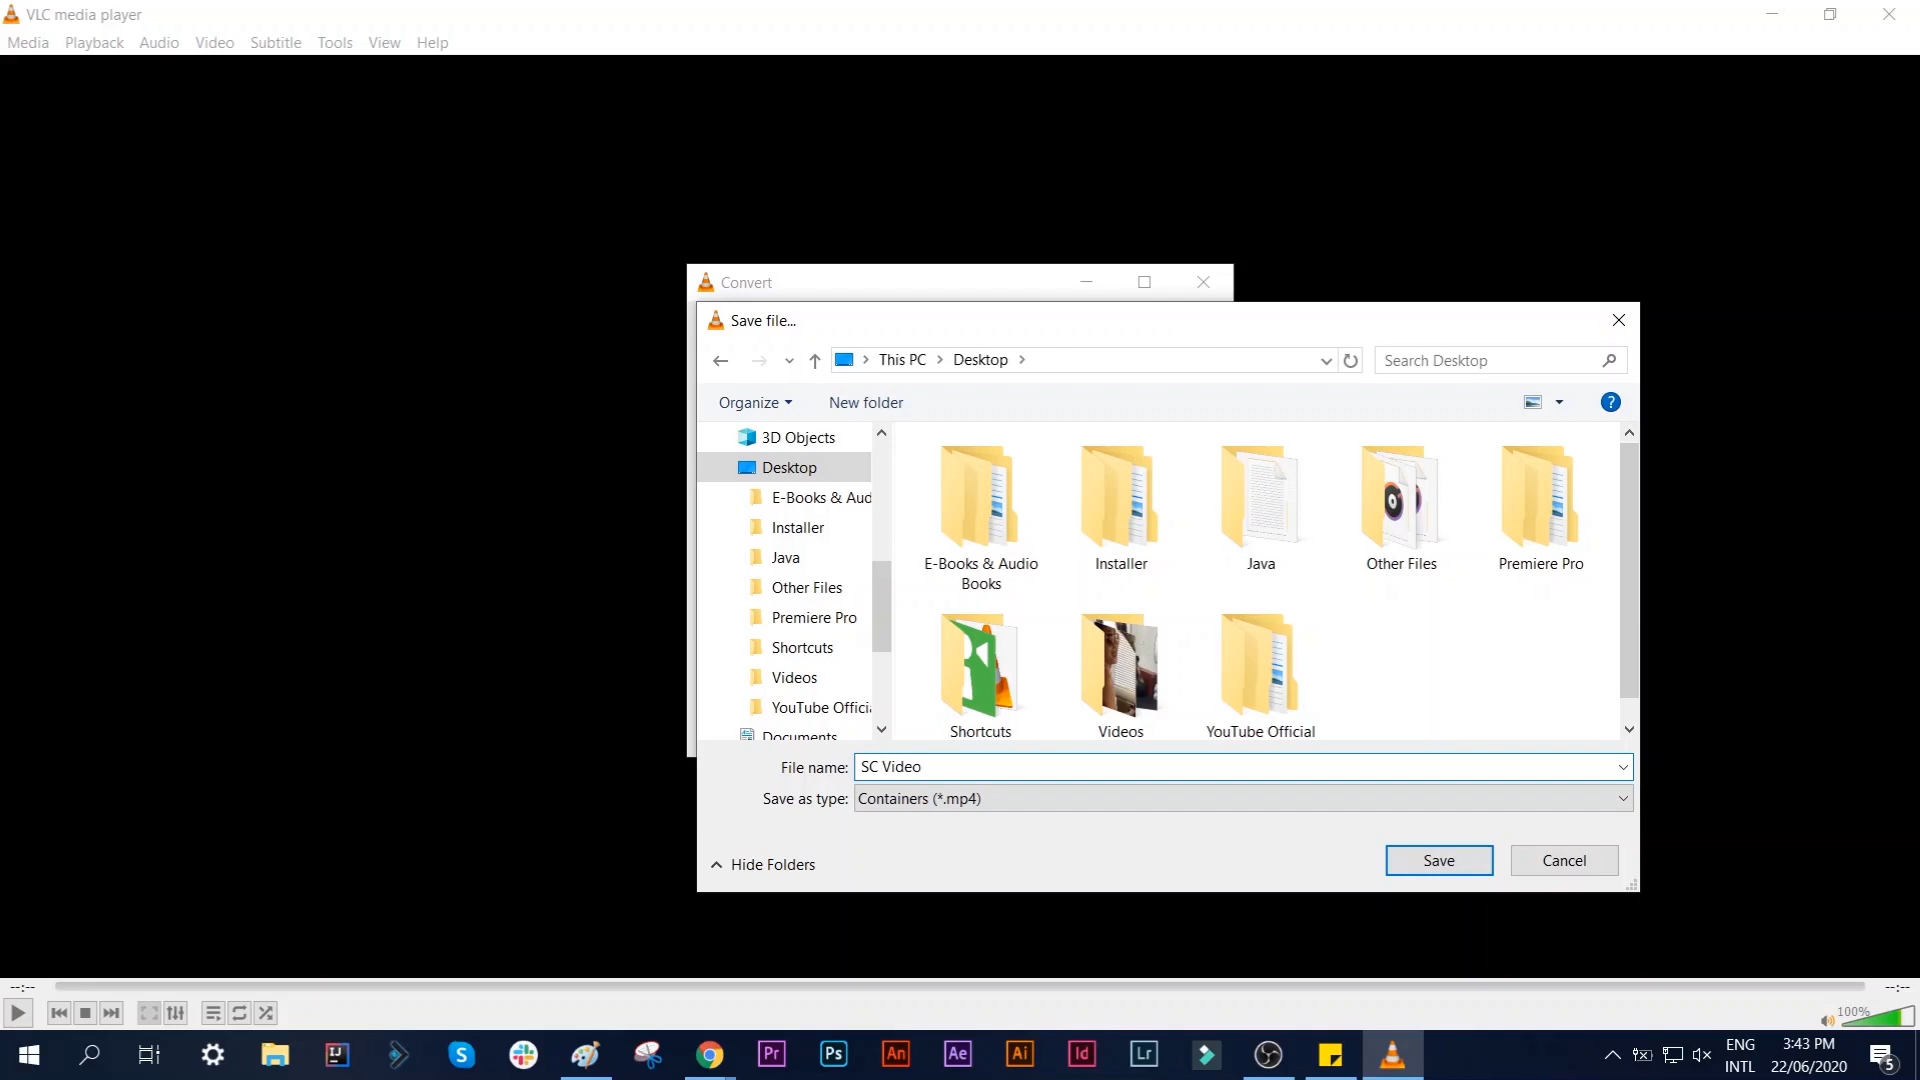 VLC media player
Media Playback Audio Video Subtitle Tools View Help
Convert
Save file...
This PC Desktop
Search Desktop
Organize New folder
?
3D Objects
Desktop
E-Books & Aud
Installer
Java
Other Files
Premiere Pro
Shortcuts
Videos
YouTube Officia
Documents
E-Books & Audio Books
Installer
Java
Other Files
Premiere Pro
Shortcuts
Videos
YouTube Official
File name: SC Video
Save as type: Containers (*.mp4)
Hide Folders
Save Cancel
--:-- --:--
100%
IJ S Pr Ps An Ae Ai Id Lr
ENG
INTL
3:43 PM
22/06/2020
5